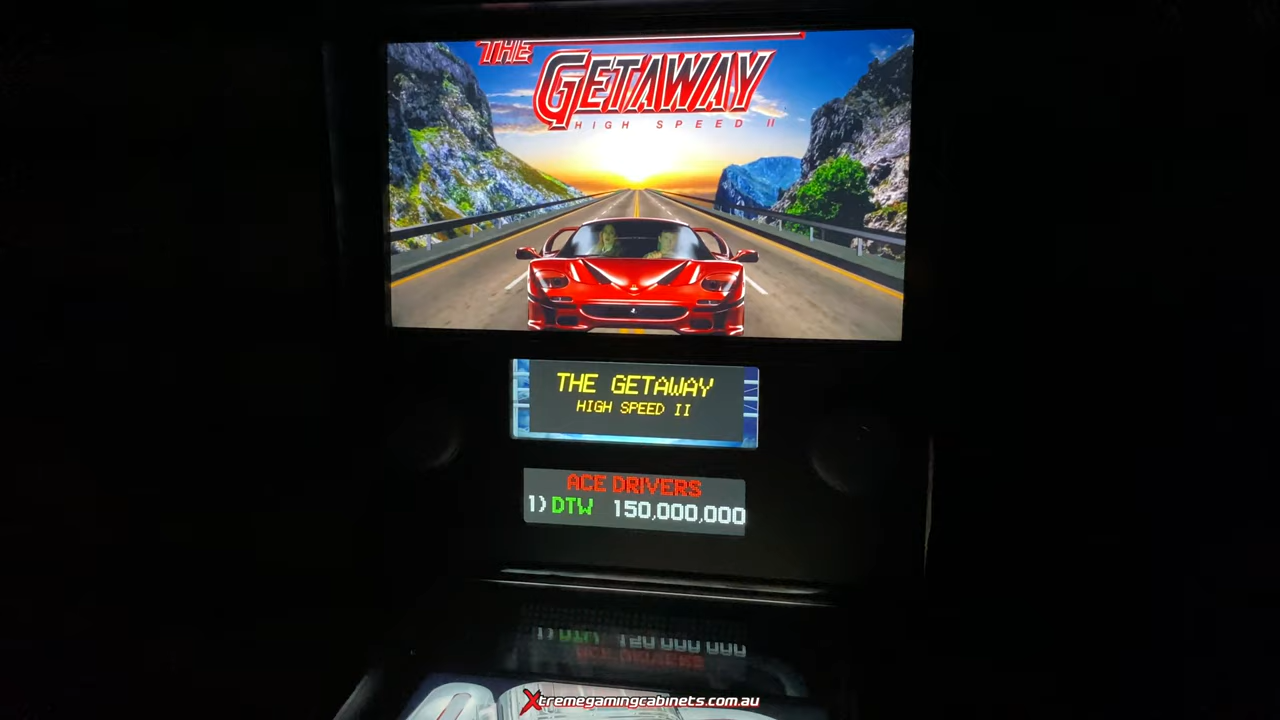 THE
GETAWAY
HIGH SPEED II
THE GETAWAY
HIGH SPEED II
ACE DRIVERS
1) DTW 150,000,000
Xtremegamingcabinets.com.au